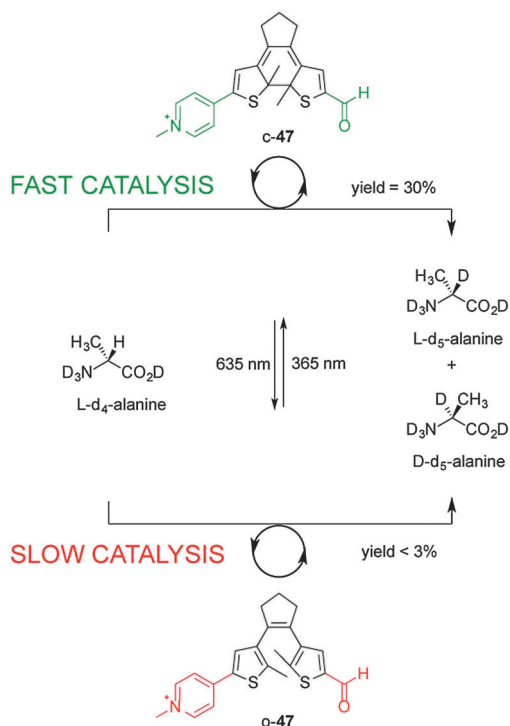 S
S
H
O
N
+
c-47
FAST CATALYSIS
yield = 30%
H3C
D
D3N
CO2D
L-d5-alanine
+
H3C
H
D3N
CO2D
L-d4-alanine
635 nm
365 nm
D
CH3
D3N
CO2D
D-d5-alanine
SLOW CATALYSIS
yield < 3%
S
S
H
O
N
+
o-47